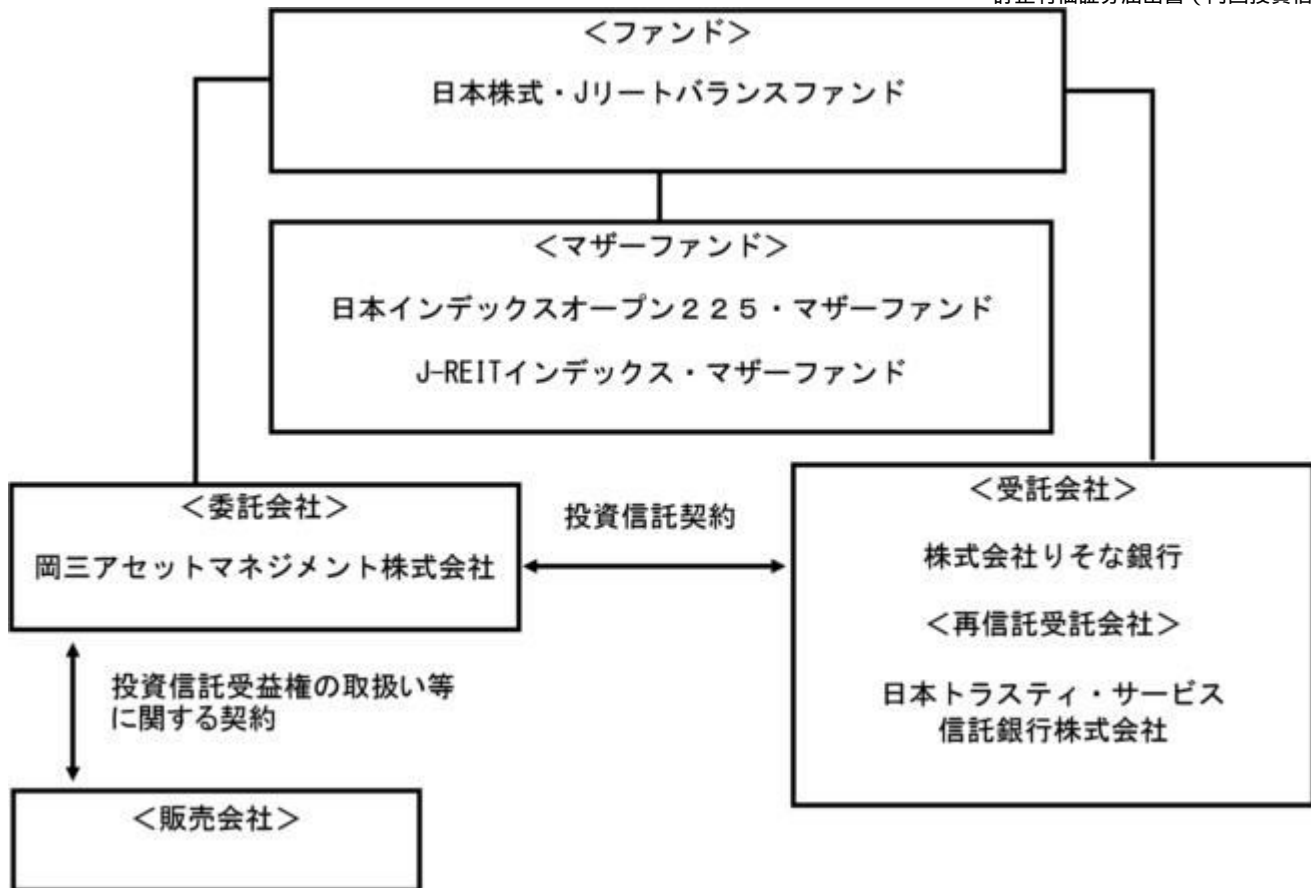 ＜ファンド＞
日本株式・Jリートバランスファンド
＜マザーファンド＞
日本インデックスオープン２２５・マザーファンド
J-REITインデックス・マザーファンド
＜委託会社＞
岡三アセットマネジメント株式会社
投資信託契約
＜受託会社＞
株式会社りそな銀行
＜再信託受託会社＞
日本トラスティ・サービス
信託銀行株式会社
投資信託受益権の取扱い等
に関する契約
＜販売会社＞